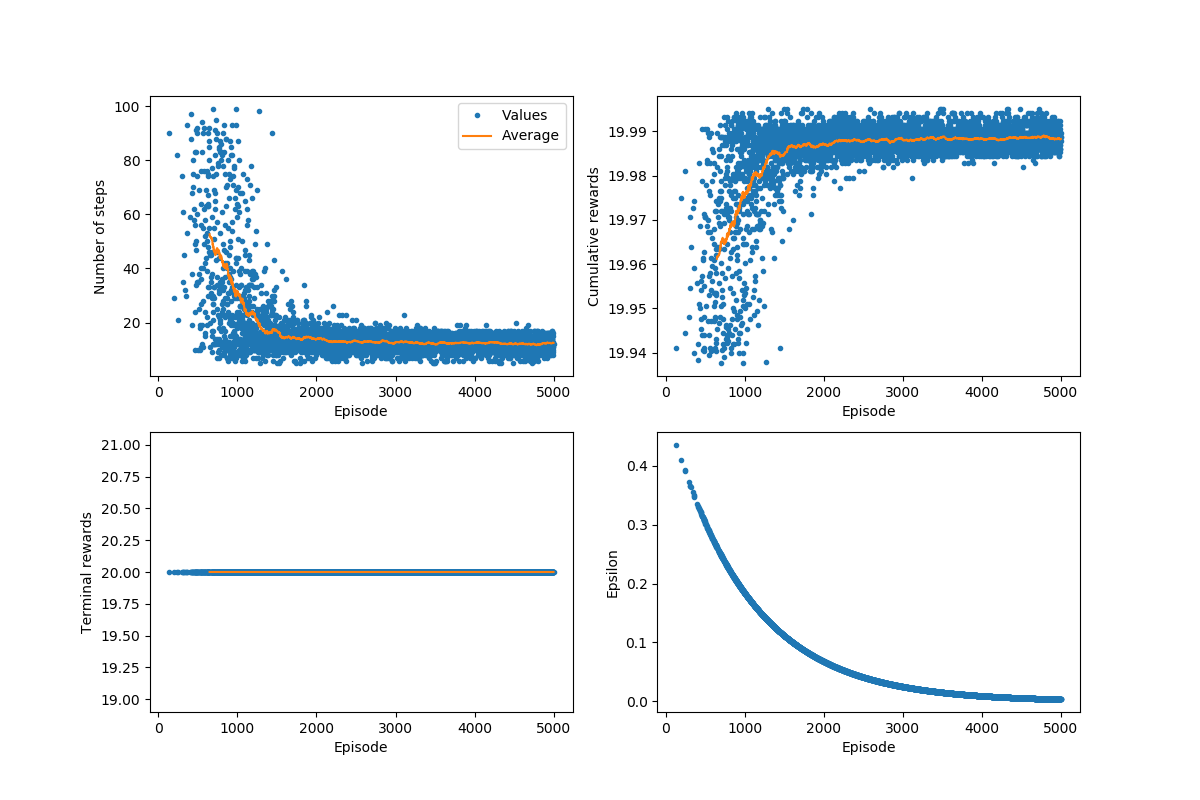 Number of steps
100
80
60
40
20
Values
Average
0 1000 2000 3000 4000 5000
Episode
Cumulative rewards
19.99
19.98
19.97
19.96
19.95
19.94
0 1000 2000 3000 4000 5000
Episode
Terminal rewards
21.00
20.75
20.50
20.25
20.00
19.75
19.50
19.25
19.00
0 1000 2000 3000 4000 5000
Episode
Epsilon
0.4
0.3
0.2
0.1
0.0
0 1000 2000 3000 4000 5000
Episode